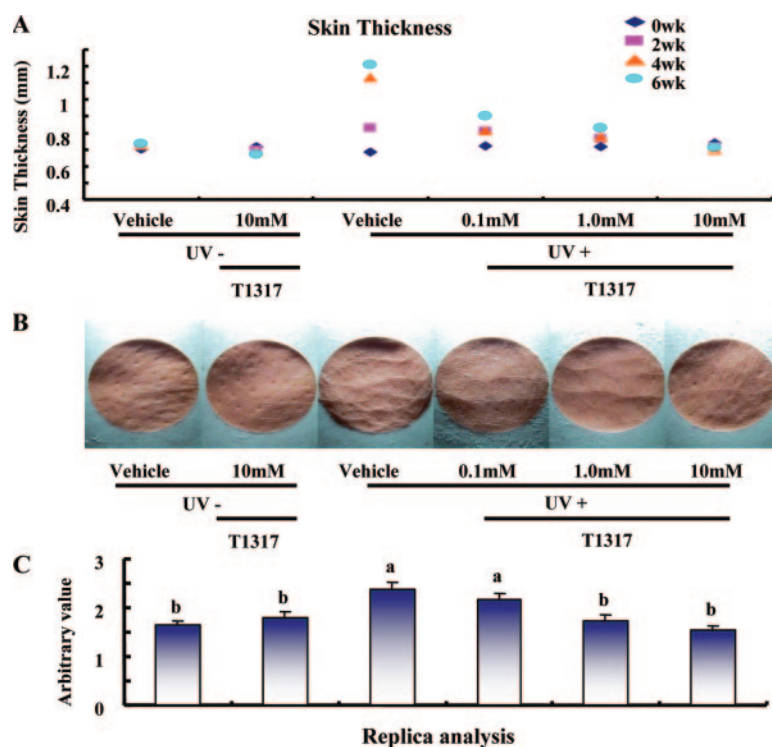 A
Skin Thickness
0wk
2wk
4wk
6wk
Skin Thickness (mm)
1.2
1
0.8
0.6
0.4
Vehicle 10mM Vehicle 0.1mM 1.0mM 10mM
UV - UV +
T1317 T1317
B
Vehicle 10mM Vehicle 0.1mM 1.0mM 10mM
UV - UV +
T1317 T1317
C
Arbitrary value
3
2
1
0
b b a a b b
Replica analysis